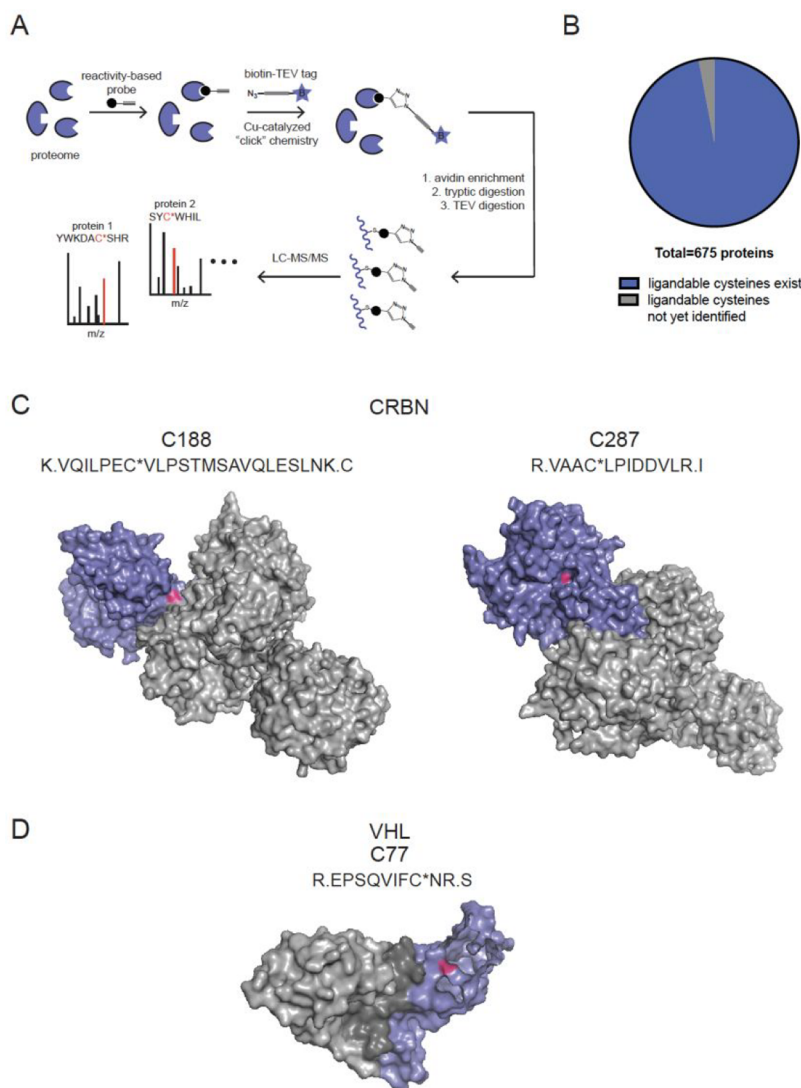 A
reactivity-based
probe
biotin-TEV tag
N₃
B
Cu-catalyzed
"click" chemistry
proteome
B
1. avidin enrichment
2. tryptic digestion
3. TEV digestion
LC-MS/MS
protein 1
YWKDAC*SHR
m/z
protein 2
SYC*WHIL
m/z
B
Total=675 proteins
ligandable cysteines exist
ligandable cysteines
not yet identified
C
CRBN
C188
K.VQILPEC*VLPSTMSAVQLESLNK.C
C287
R.VAAC*LPIDDVLR.I
D
VHL
C77
R.EPSQVIFC*NR.S